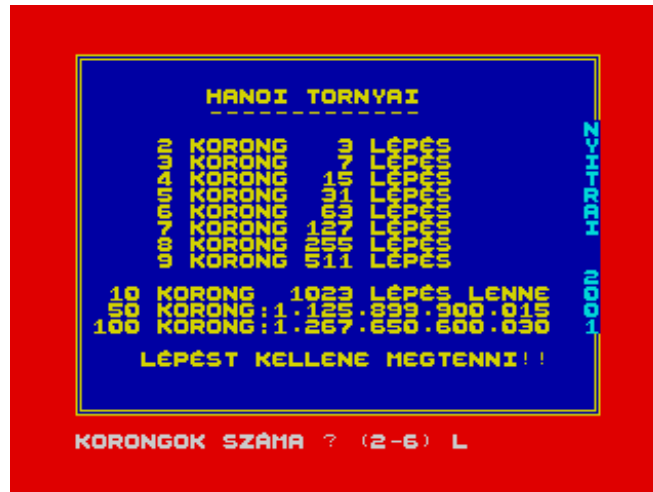 HANOI TORNYAI
--------------
2 KORONG 3 LÉPÉS
3 KORONG 7 LÉPÉS
4 KORONG 15 LÉPÉS
5 KORONG 31 LÉPÉS
6 KORONG 63 LÉPÉS
7 KORONG 127 LÉPÉS
8 KORONG 255 LÉPÉS
9 KORONG 511 LÉPÉS
10 KORONG 1023 LÉPÉS LENNE
50 KORONG:1.125.899.900.015
100 KORONG:1.267.650.600.030
LÉPÉST KELLENE MEGTENNI!!
NYITRAI 2001
KORONGOK SZÁMA ? (2-6) L